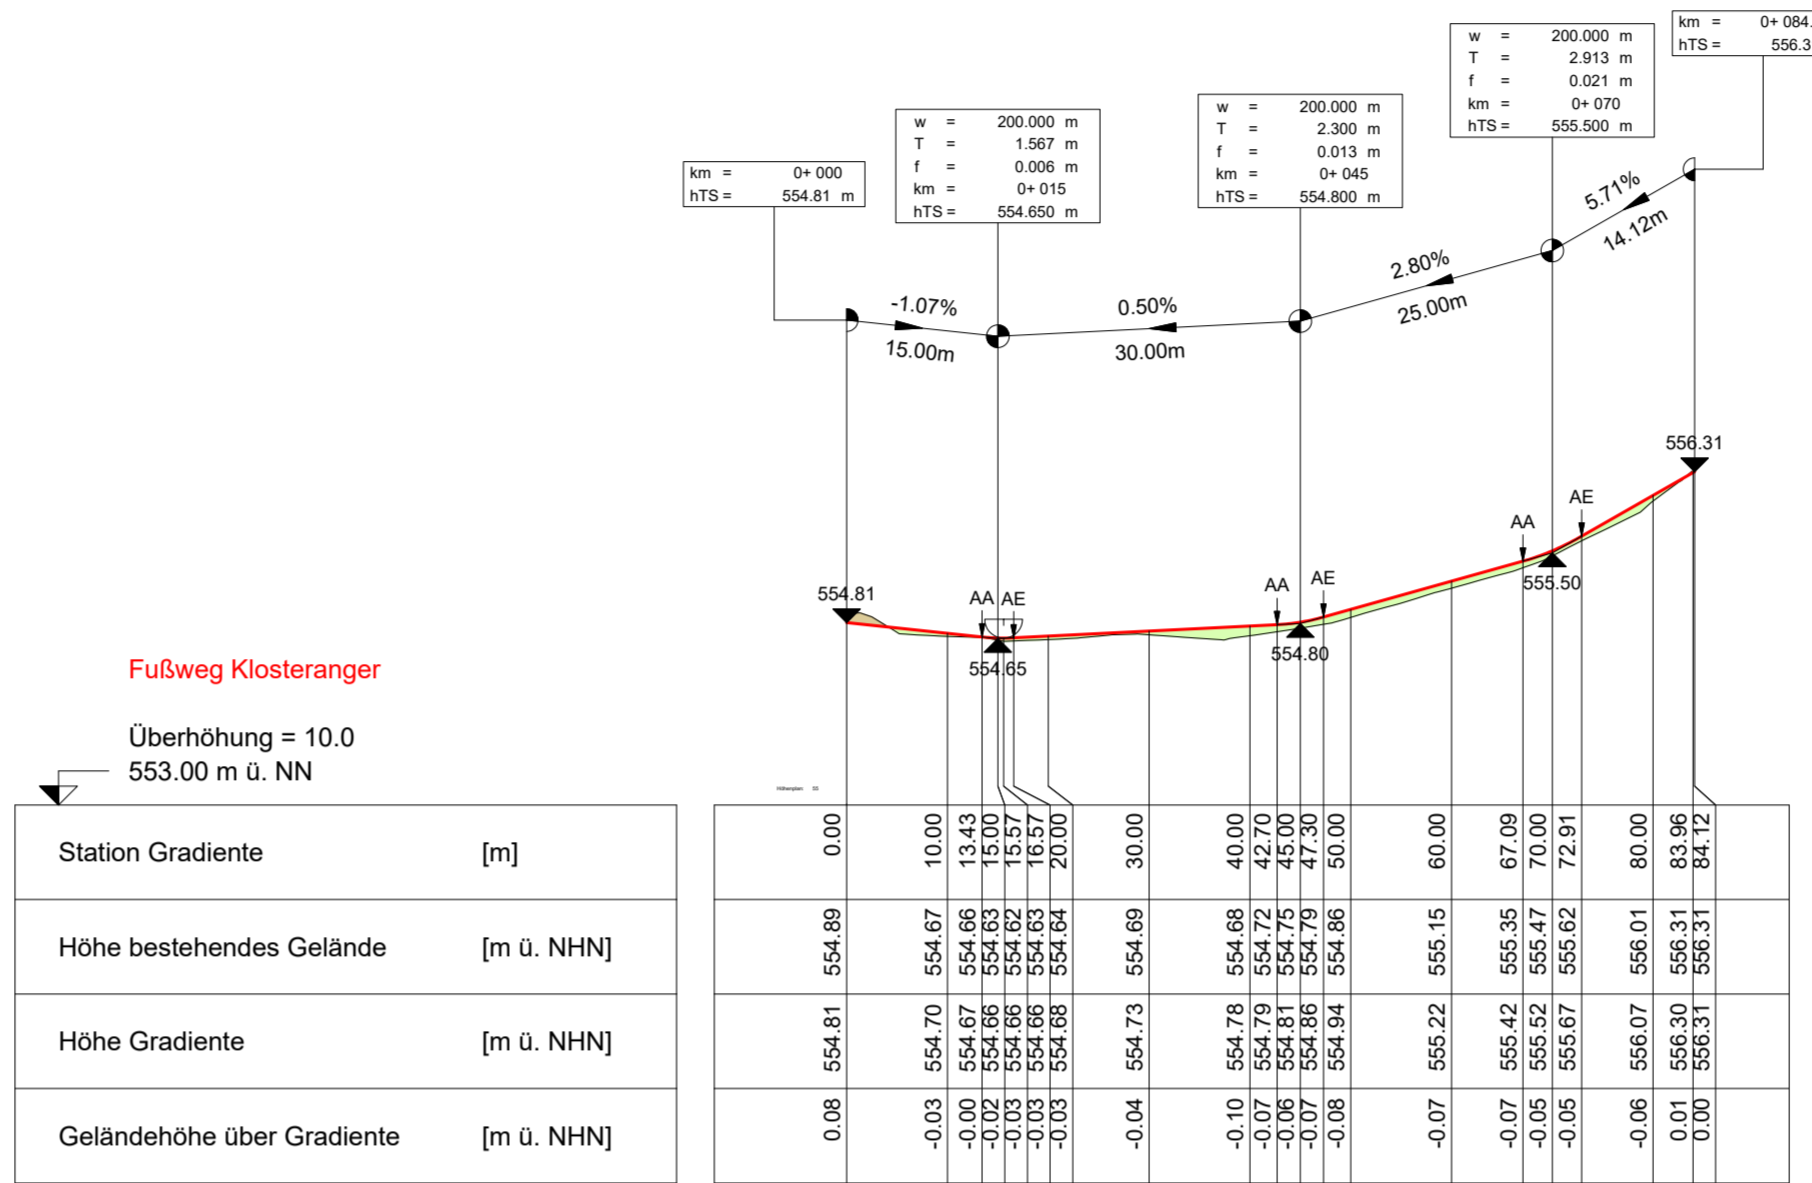 km = 0+ 084.
hTS = 556.3
w = 200.000 m
T = 2.913 m
f = 0.021 m
km = 0+ 070
hTS = 555.500 m
w = 200.000 m
T = 2.300 m
f = 0.013 m
km = 0+ 045
hTS = 554.800 m
w = 200.000 m
T = 1.567 m
f = 0.006 m
km = 0+ 015
hTS = 554.650 m
km = 0+ 000
hTS = 554.81 m
-1.07%
15.00m
0.50%
30.00m
2.80%
25.00m
5.71%
14.12m
556.31
AA
AE
555.50
AA
AE
554.80
554.81
AA
AE
554.65
Fußweg Klosteranger
Überhöhung = 10.0
553.00 m ü. NN
Höhenplan 55
Station Gradiente [m] 0.00 10.00 13.43 15.00 15.57 16.57 20.00 30.00 40.00 42.70 45.00 47.30 50.00 60.00 67.09 70.00 72.91 80.00 83.96 84.12
Höhe bestehendes Gelände [m ü. NHN] 554.89 554.67 554.66 554.63 554.62 554.63 554.64 554.69 554.68 554.72 554.75 554.79 554.86 555.15 555.35 555.47 555.62 556.01 556.31 556.31
Höhe Gradiente [m ü. NHN] 554.81 554.70 554.67 554.66 554.66 554.66 554.68 554.73 554.78 554.79 554.81 554.86 554.94 555.22 555.42 555.52 555.67 556.07 556.30 556.31
Geländehöhe über Gradiente [m ü. NHN] 0.08 -0.03 -0.00 -0.02 -0.03 -0.03 -0.03 -0.04 -0.10 -0.07 -0.06 -0.07 -0.08 -0.07 -0.07 -0.05 -0.05 -0.06 0.01 0.00